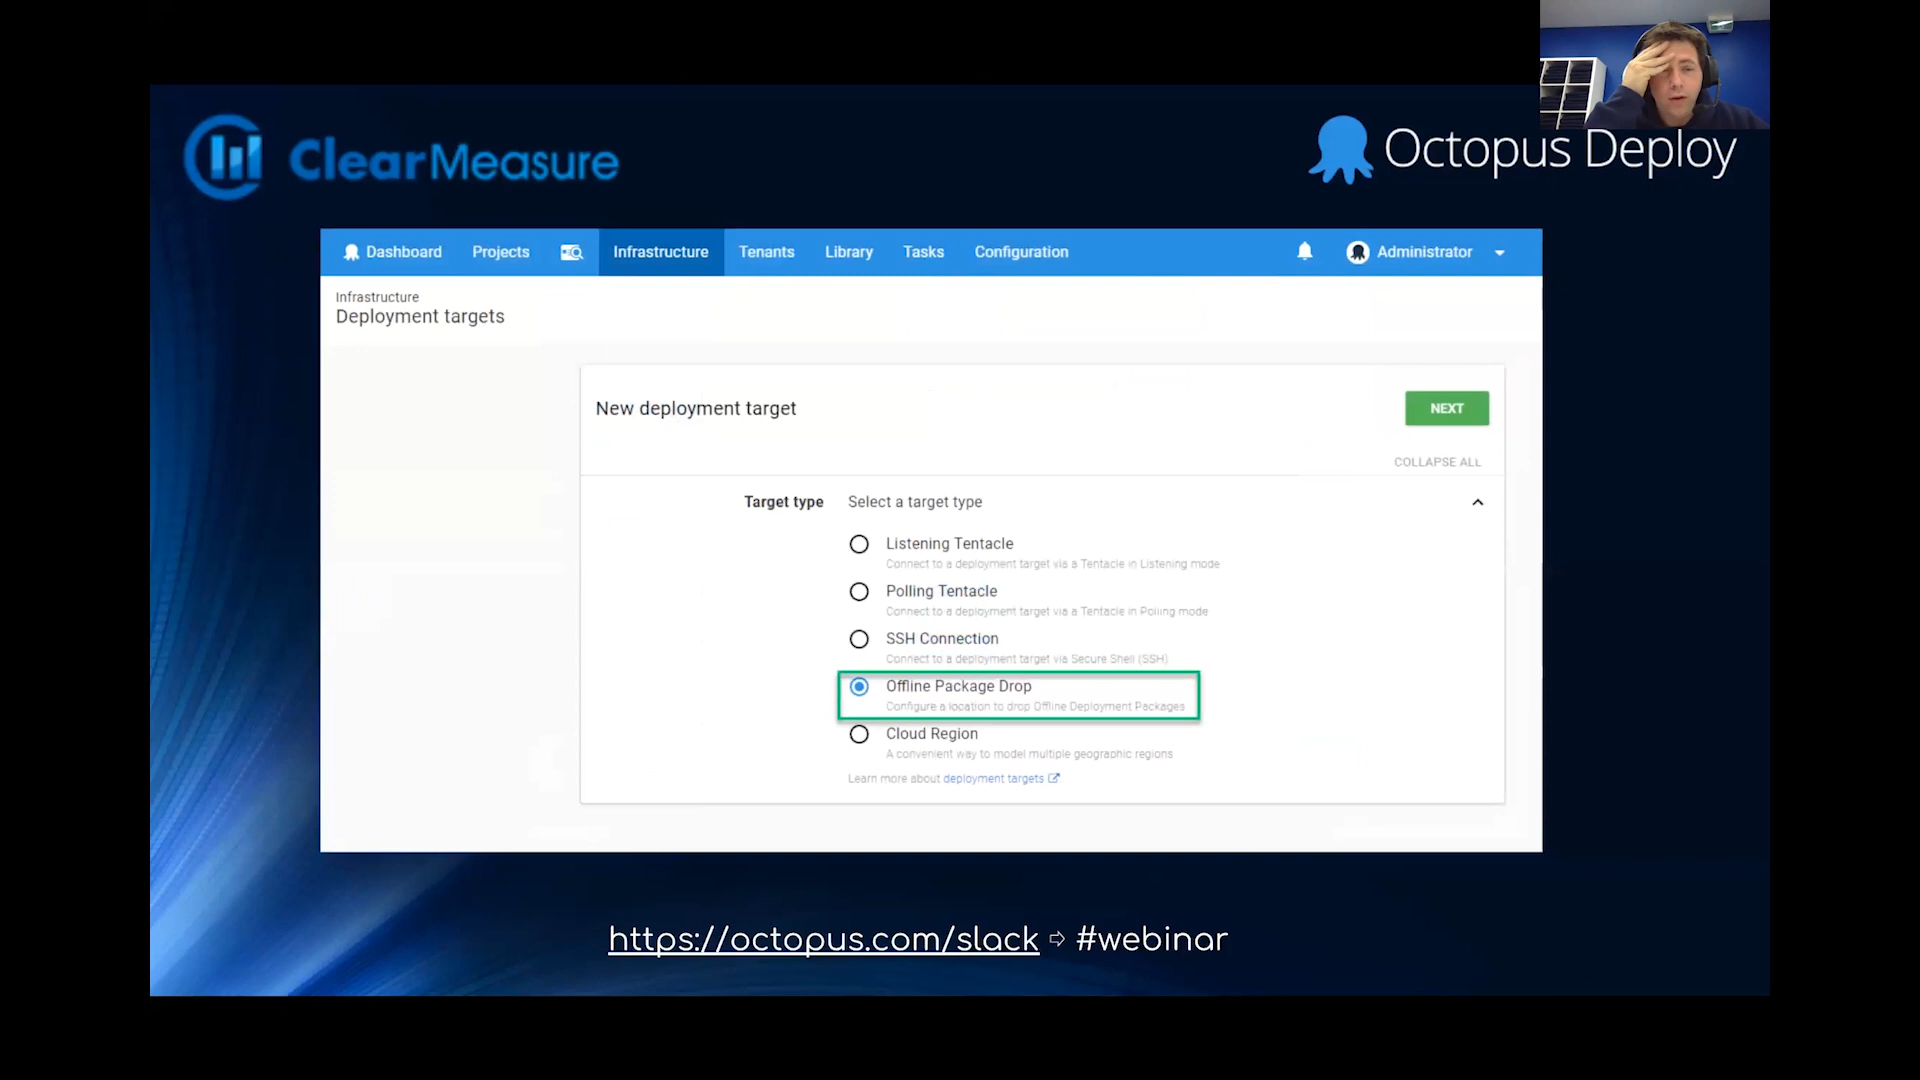 ClearMeasure
Octopus Deploy
Dashboard Projects Infrastructure Tenants Library Tasks Configuration Administrator
Infrastructure
Deployment targets
New deployment target
NEXT
COLLAPSE ALL
Target type Select a target type
Listening Tentacle
Connect to a deployment target via a Tentacle in Listening mode
Polling Tentacle
Connect to a deployment target via a Tentacle in Polling mode
SSH Connection
Connect to a deployment target via Secure Shell (SSH)
Offline Package Drop
Configure a location to drop Offline Deployment Packages
Cloud Region
A convenient way to model multiple geographic regions
Learn more about deployment targets
https://octopus.com/slack ⇨ #webinar